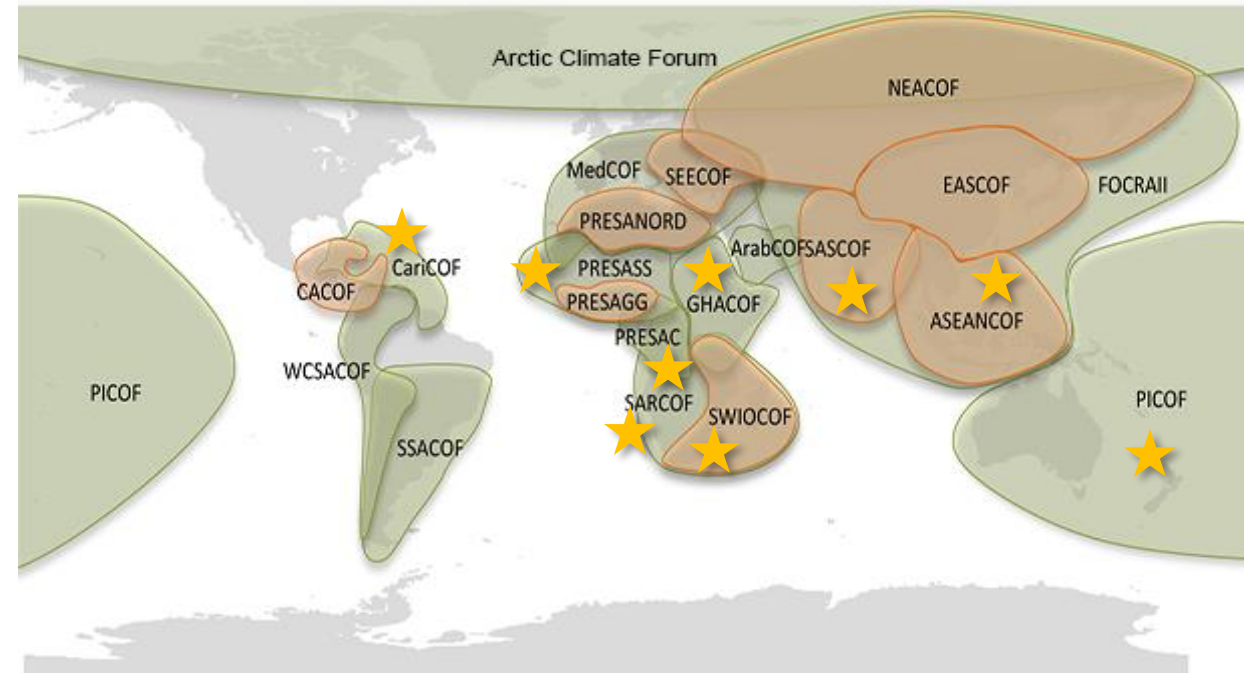 Arctic Climate Forum
NEACOF
MedCOF
SEECOF
EASCOF
FOCRAII
PRESANORD
CariCOF
PRESASS
ArabCOF
SASCOF
CACOF
PRESAGG
GHACOF
ASEANCOF
PRESAC
WCSACOF
PICOF
SARCOF
SWIOCOF
PICOF
SSACOF